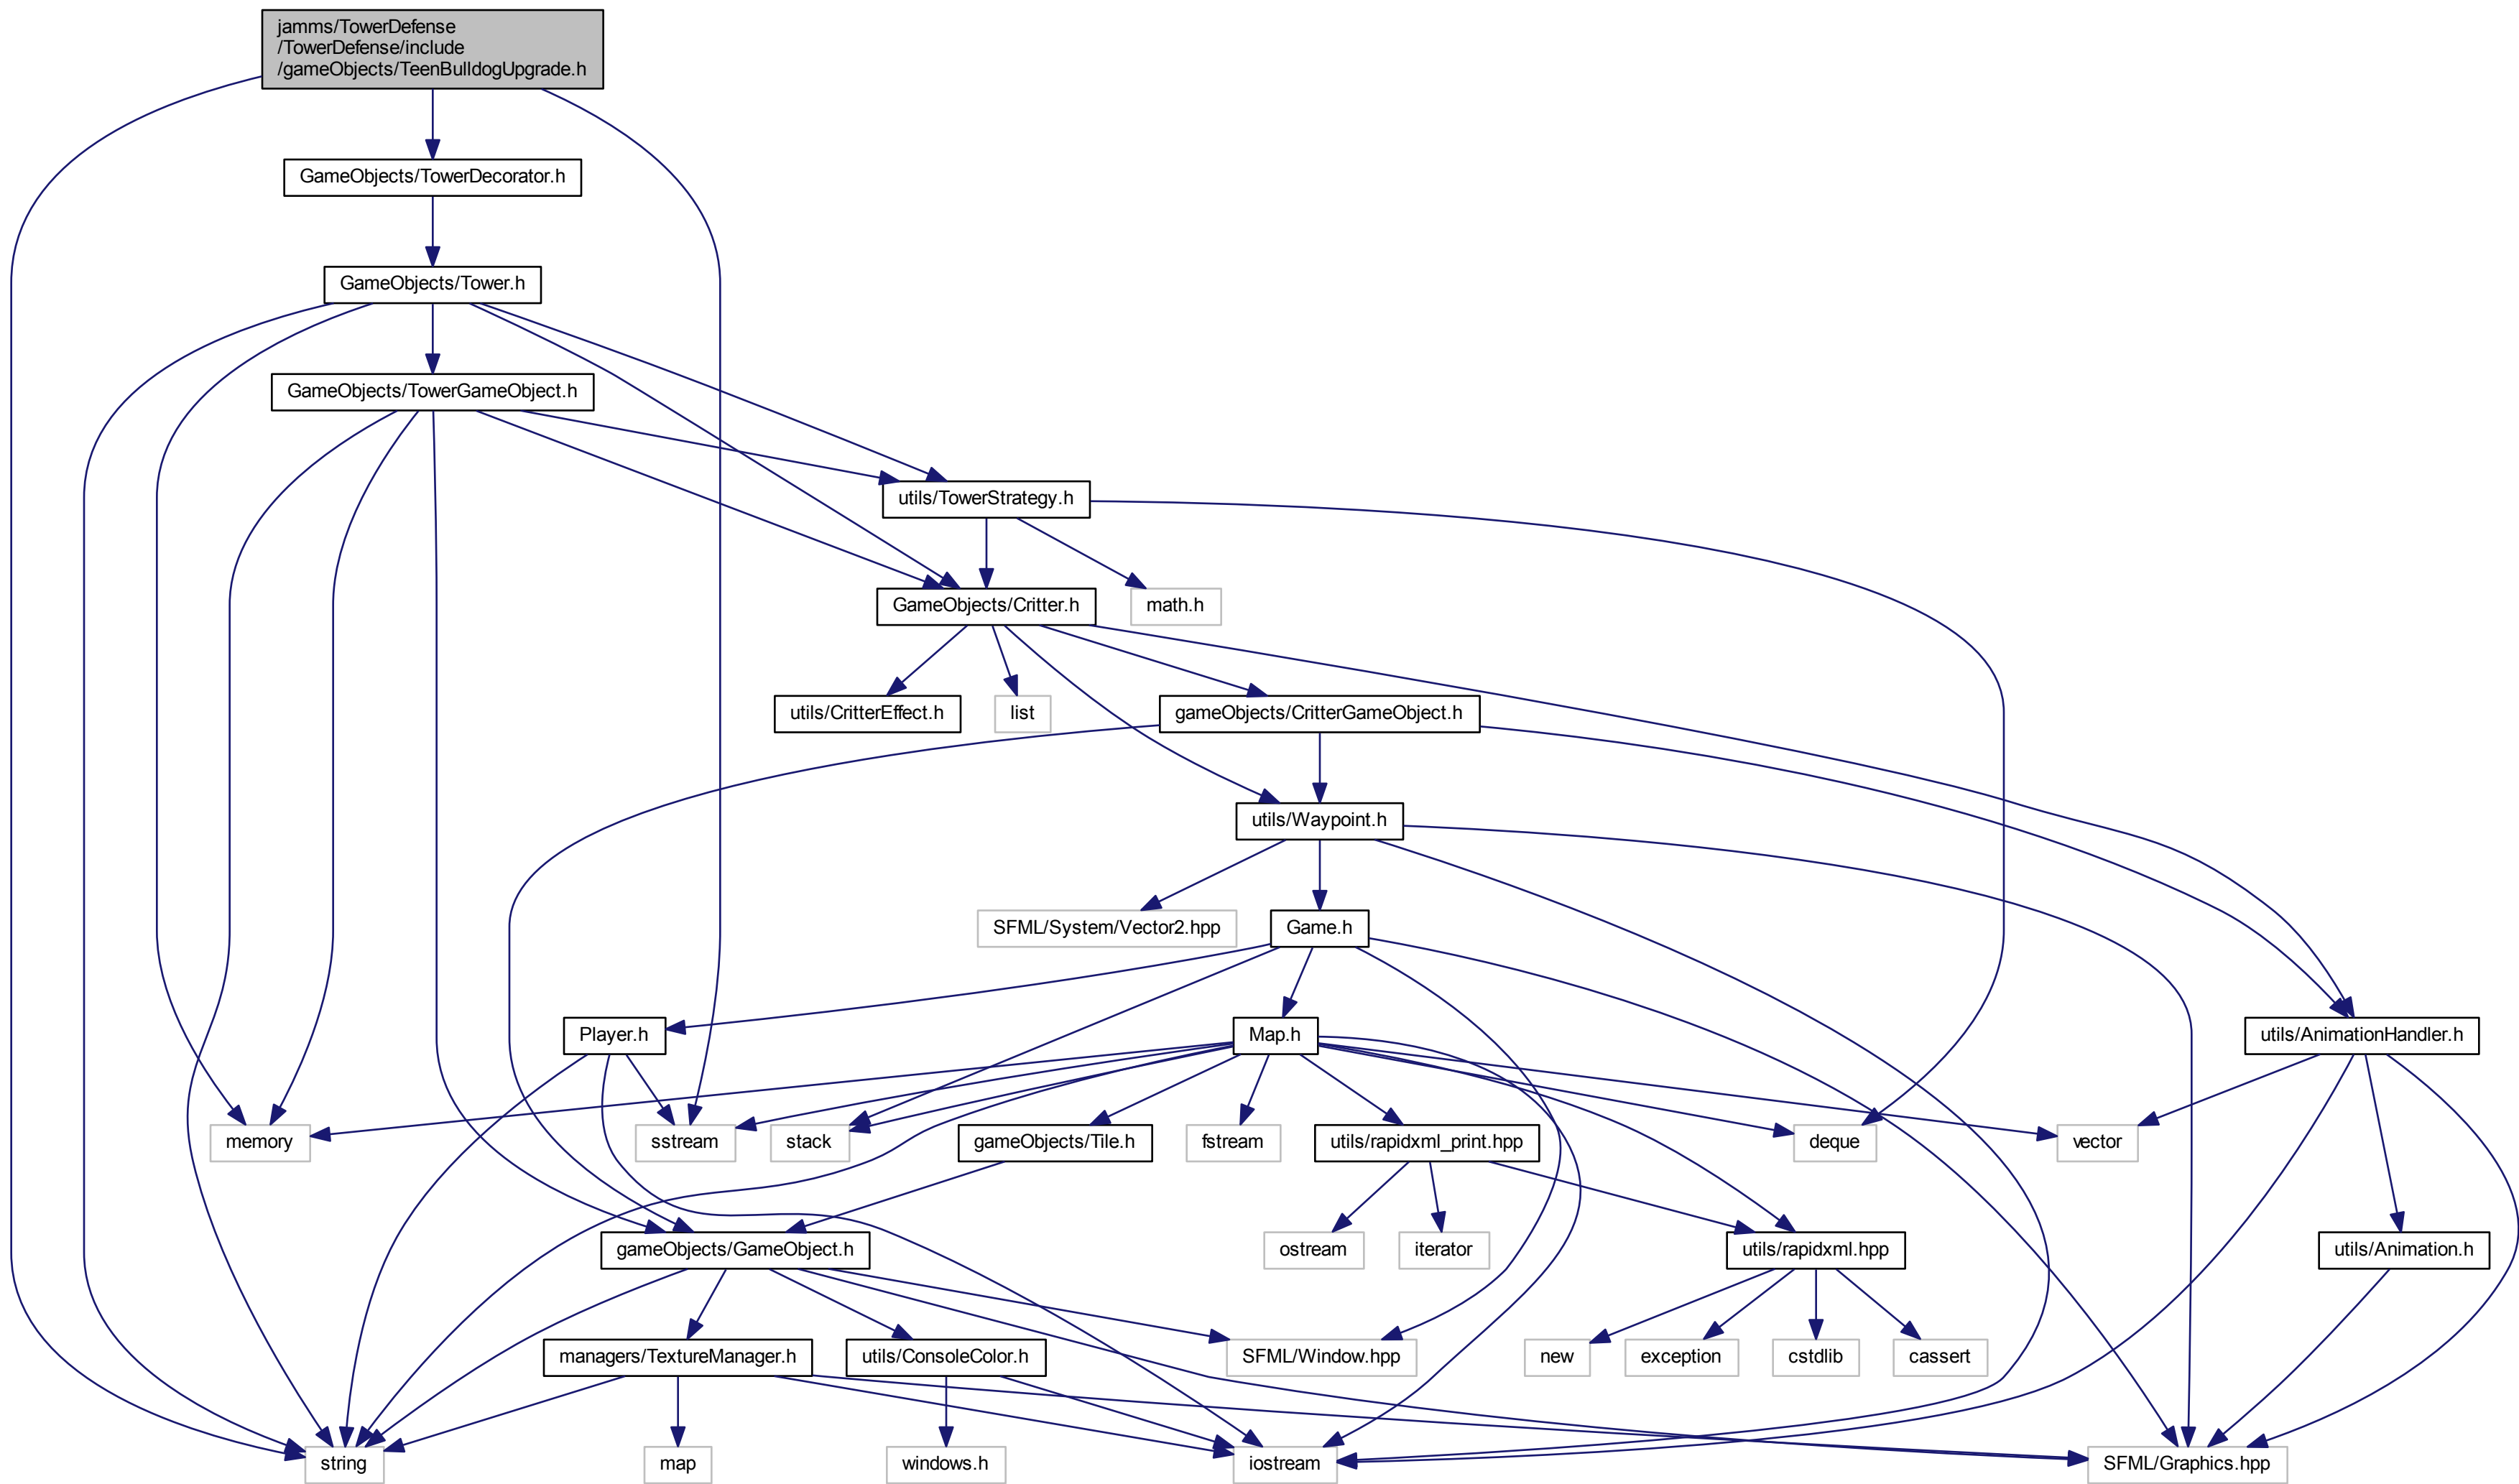 jamms/TowerDefense
/TowerDefense/include
/gameObjects/TeenBulldogUpgrade.h
GameObjects/TowerDecorator.h
GameObjects/Tower.h
GameObjects/TowerGameObject.h
utils/TowerStrategy.h
GameObjects/Critter.h
math.h
utils/CritterEffect.h
list
gameObjects/CritterGameObject.h
utils/Waypoint.h
SFML/System/Vector2.hpp
Game.h
Player.h
Map.h
utils/AnimationHandler.h
memory
sstream
stack
gameObjects/Tile.h
fstream
utils/rapidxml_print.hpp
deque
vector
gameObjects/GameObject.h
ostream
iterator
utils/rapidxml.hpp
utils/Animation.h
managers/TextureManager.h
utils/ConsoleColor.h
SFML/Window.hpp
new
exception
cstdlib
cassert
string
map
windows.h
iostream
SFML/Graphics.hpp